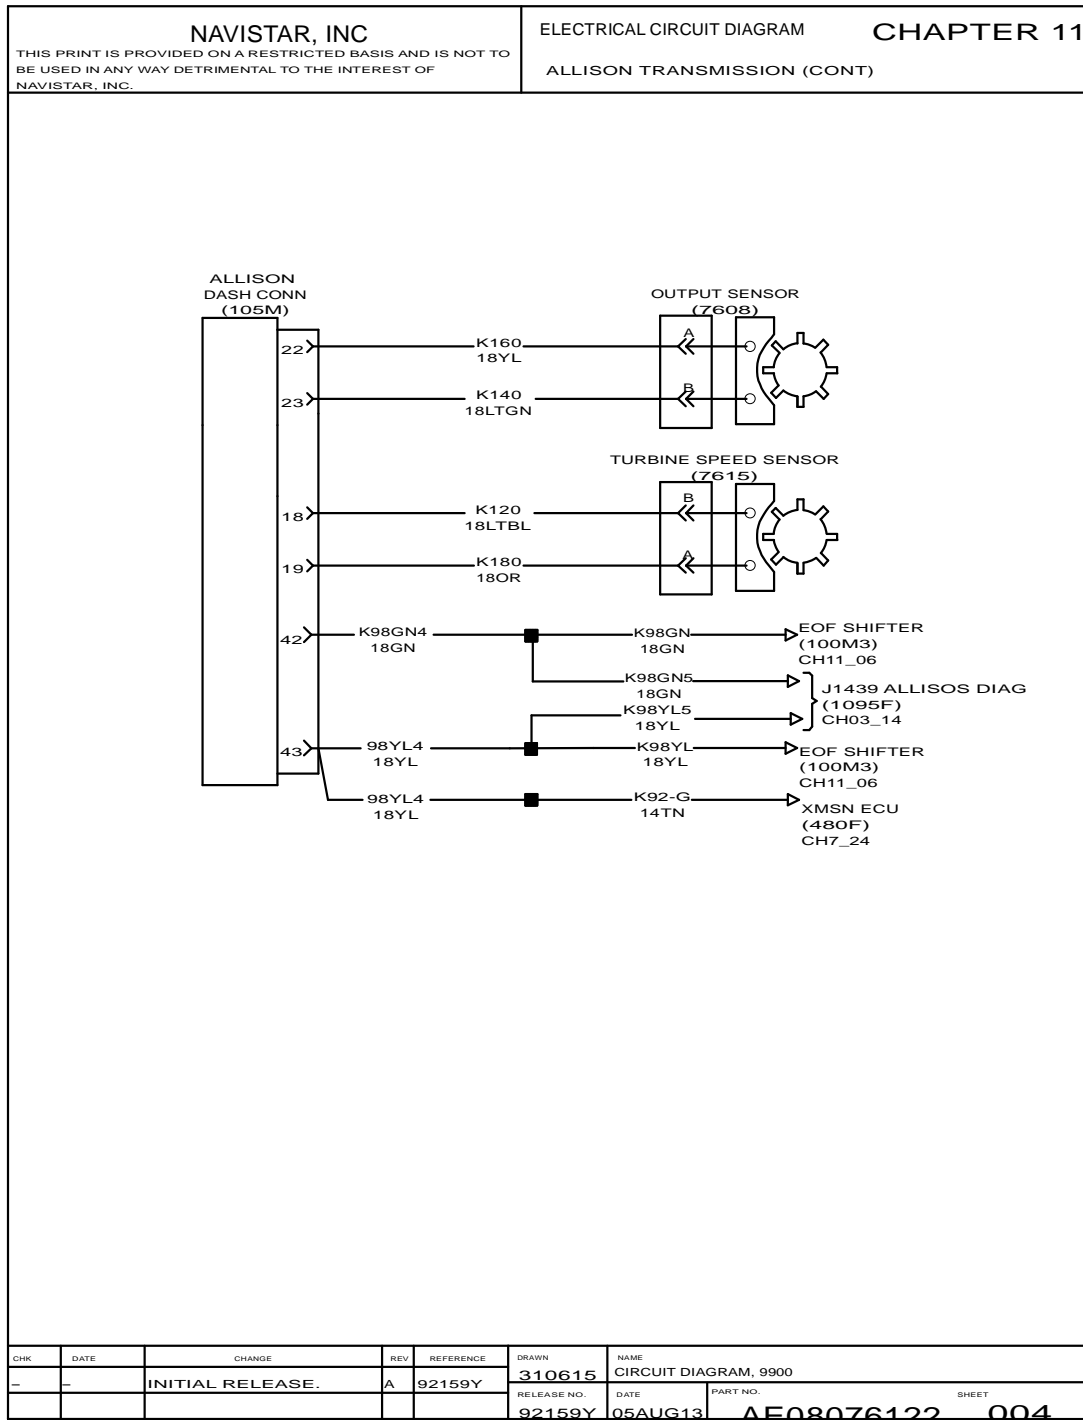 NAVISTAR, INC
THIS PRINT IS PROVIDED ON A RESTRICTED BASIS AND IS NOT TO
BE USED IN ANY WAY DETRIMENTAL TO THE INTEREST OF
NAVISTAR, INC.
ELECTRICAL CIRCUIT DIAGRAM
CHAPTER 11
ALLISON TRANSMISSION (CONT)
ALLISON
DASH CONN
(105M)
OUTPUT SENSOR
(7608)
22
K160
18YL
A
23
K140
18LTGN
B
TURBINE SPEED SENSOR
(7615)
18
K120
18LTBL
B
19
K180
18OR
A
42
K98GN4
18GN
K98GN
18GN
EOF SHIFTER
(100M3)
CH11_06
K98GN5
18GN
K98YL5
18YL
J1439 ALLISOS DIAG
(1095F)
CH03_14
43
98YL4
18YL
K98YL
18YL
EOF SHIFTER
(100M3)
CH11_06
98YL4
18YL
K92-G
14TN
XMSN ECU
(480F)
CH7_24
CHK DATE CHANGE REV REFERENCE
– – INITIAL RELEASE. A 92159Y
DRAWN
310615
NAME
CIRCUIT DIAGRAM, 9900
RELEASE NO.
92159Y
DATE
05AUG13
PART NO.
AE08076122
SHEET
004